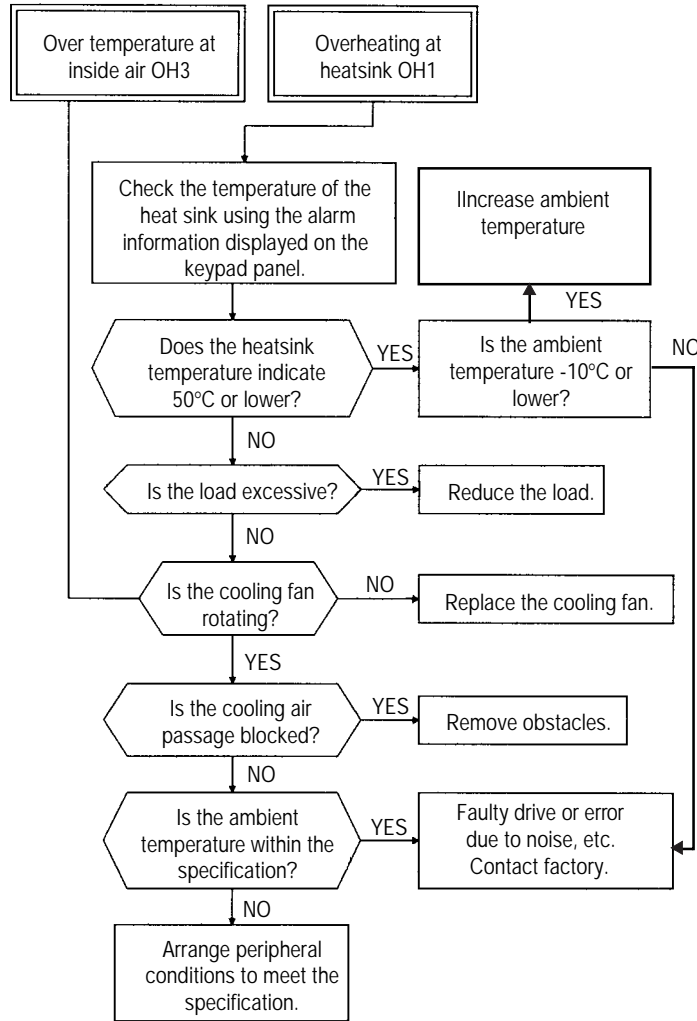 Over temperature at
inside air OH3
Overheating at
heatsink OH1
Check the temperature of the
heat sink using the alarm
information displayed on the
keypad panel.
IIncrease ambient
temperature
YES
Does the heatsink
temperature indicate
50°C or lower?
YES
Is the ambient
temperature -10°C or
lower?
NO
NO
Is the load excessive?
YES
Reduce the load.
NO
Is the cooling fan
rotating?
NO
Replace the cooling fan.
YES
Is the cooling air
passage blocked?
YES
Remove obstacles.
NO
Is the ambient
temperature within the
specification?
YES
Faulty drive or error
due to noise, etc.
Contact factory.
NO
Arrange peripheral
conditions to meet the
specification.